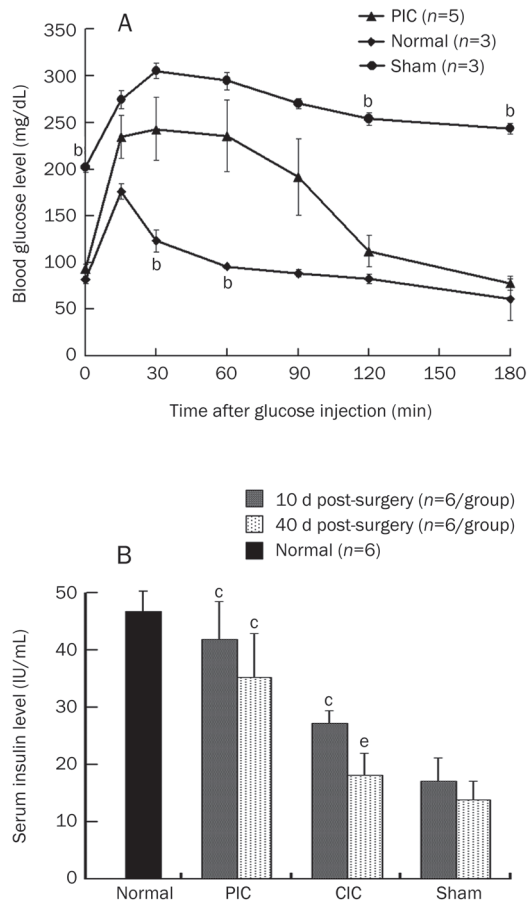 A
PIC (n=5)
Normal (n=3)
Sham (n=3)
Blood glucose level (mg/dL)
350
300
250
200
150
100
50
0
b
b
b
b
b
0
30
60
90
120
150
180
Time after glucose injection (min)
10 d post-surgery (n=6/group)
40 d post-surgery (n=6/group)
Normal (n=6)
B
Serum insulin level (IU/mL)
50
40
30
20
10
0
c
c
c
e
Normal
PIC
CIC
Sham